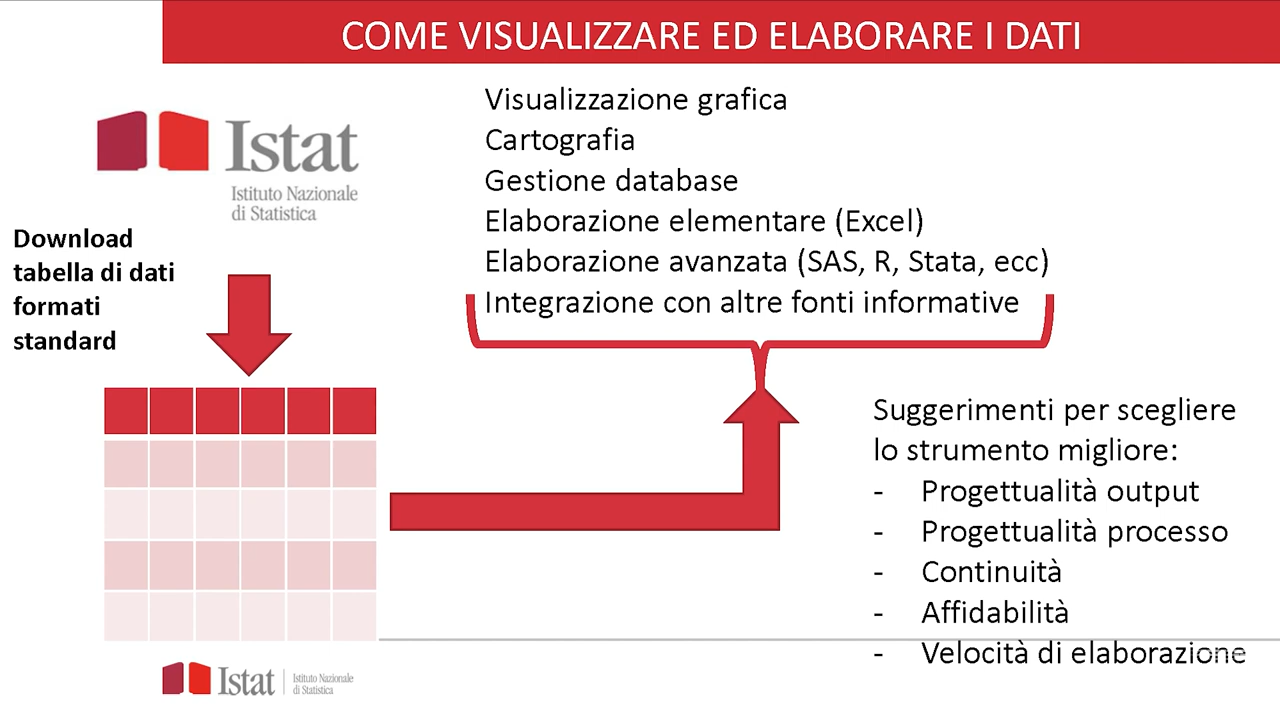 COME VISUALIZZARE ED ELABORARE I DATI
Istat
Istituto Nazionale
di Statistica
Visualizzazione grafica
Cartografia
Gestione database
Elaborazione elementare (Excel)
Elaborazione avanzata (SAS, R, Stata, ecc)
Integrazione con altre fonti informative
Download
tabella di dati
formati
standard
Suggerimenti per scegliere
lo strumento migliore:
- Progettualità output
- Progettualità processo
- Continuità
- Affidabilità
- Velocità di elaborazione
Istat
Istituto Nazionale
di Statistica